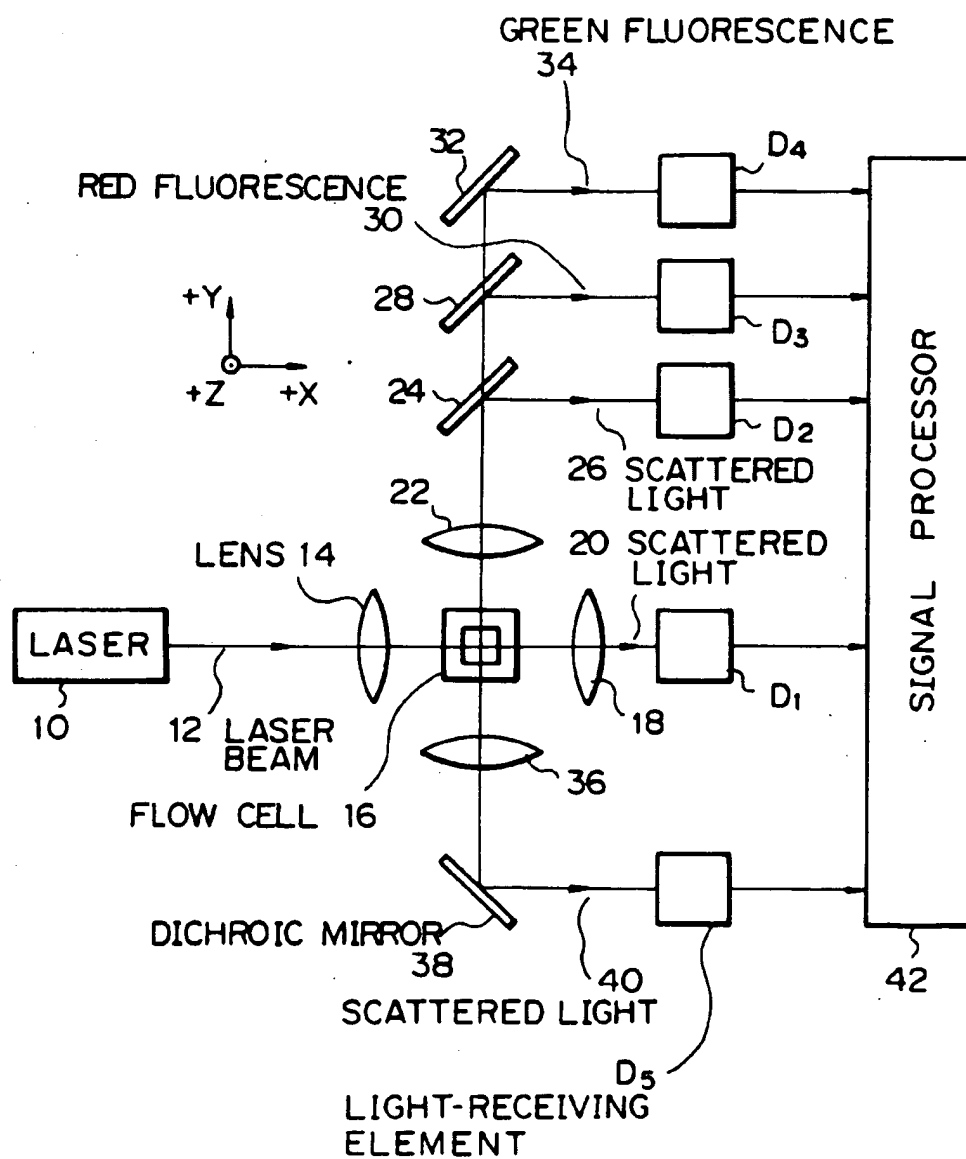 GREEN FLUORESCENCE
34
32
D4
RED FLUORESCENCE
30
+Y
28
D3
+Z
+X
24
D2
26 SCATTERED
LIGHT
22
20 SCATTERED
LIGHT
LENS 14
LASER
10
12 LASER
BEAM
18
D1
36
FLOW CELL 16
SIGNAL PROCESSOR
DICHROIC MIRROR
38
40
SCATTERED LIGHT
42
D5
LIGHT-RECEIVING
ELEMENT